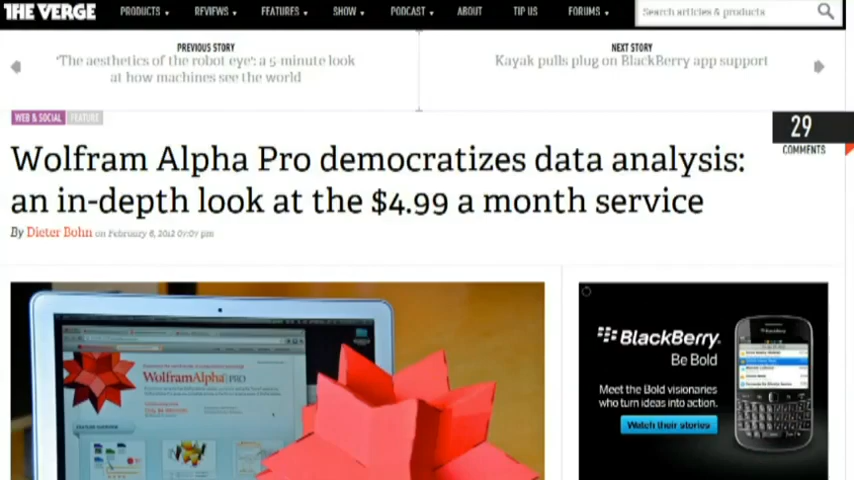 THE VERGE
PRODUCTS
REVIEWS
FEATURES
SHOW
PODCAST
ABOUT
TIP US
FORUMS
Search articles & products
PREVIOUS STORY
'The aesthetics of the robot eye': a 5-minute look
at how machines see the world
NEXT STORY
Kayak pulls plug on BlackBerry app support
WEB & SOCIAL
FEATURE
29
COMMENTS
Wolfram Alpha Pro democratizes data analysis:
an in-depth look at the $4.99 a month service
By Dieter Bohn on February 6, 2012 07:07 pm
WolframAlpha PRO
FEATURE OVERVIEW
BlackBerry.
Be Bold
Meet the Bold visionaries
who turn ideas into action.
Watch their stories